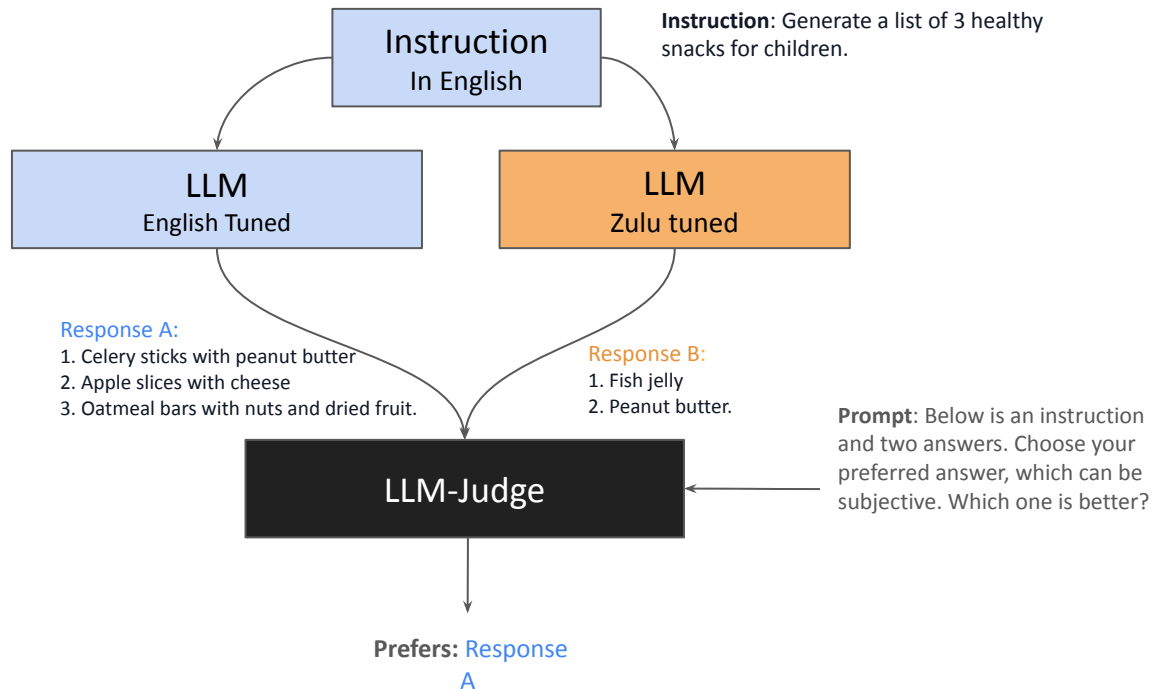 Instruction
In English
Instruction: Generate a list of 3 healthy
snacks for children.
LLM
English Tuned
LLM
Zulu tuned
Response A:
1. Celery sticks with peanut butter
2. Apple slices with cheese
3. Oatmeal bars with nuts and dried fruit.
Response B:
1. Fish jelly
2. Peanut butter.
Prompt: Below is an instruction
and two answers. Choose your
preferred answer, which can be
subjective. Which one is better?
LLM-Judge
Prefers: Response
A